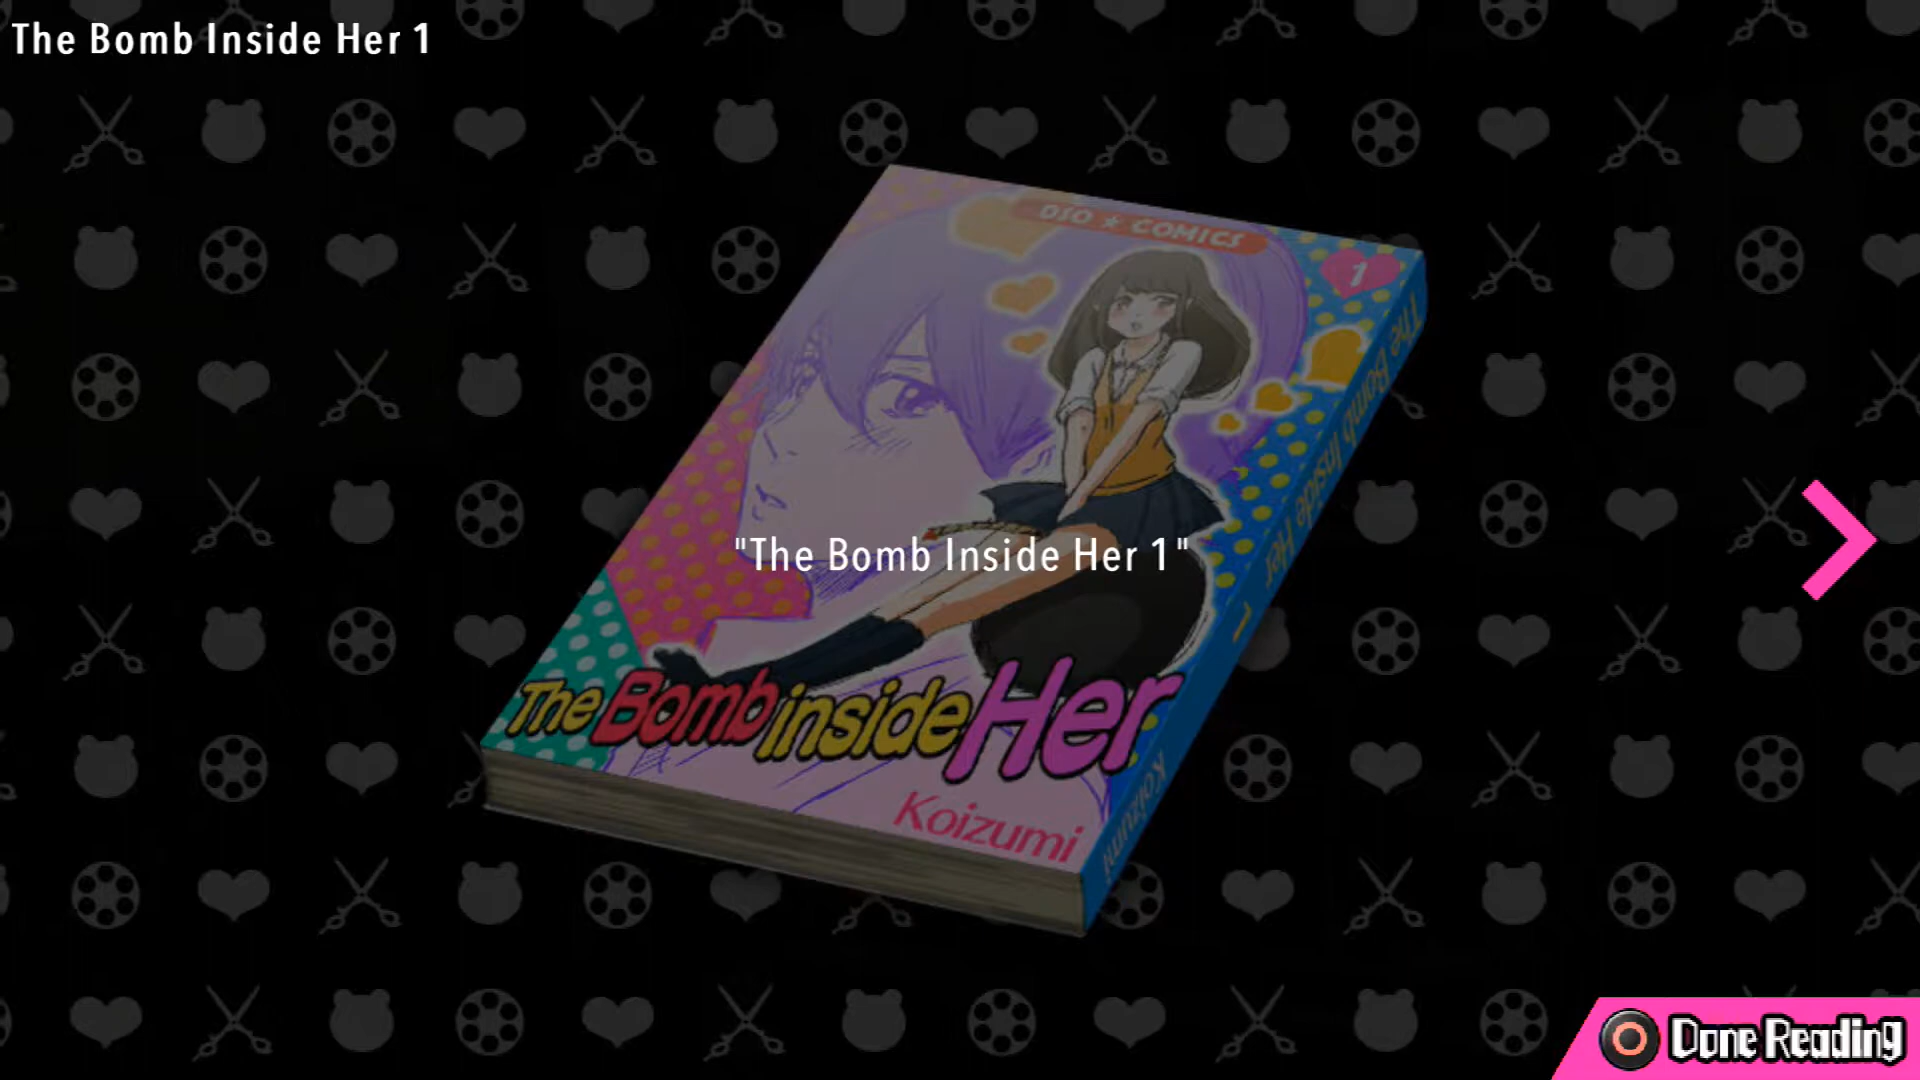 The Bomb Inside Her 1
DSO ★ COMICS
1
The Bomb Inside Her 1
"The Bomb Inside Her 1"
The Bomb inside Her
Koizumi
Koizumi
Done Reading